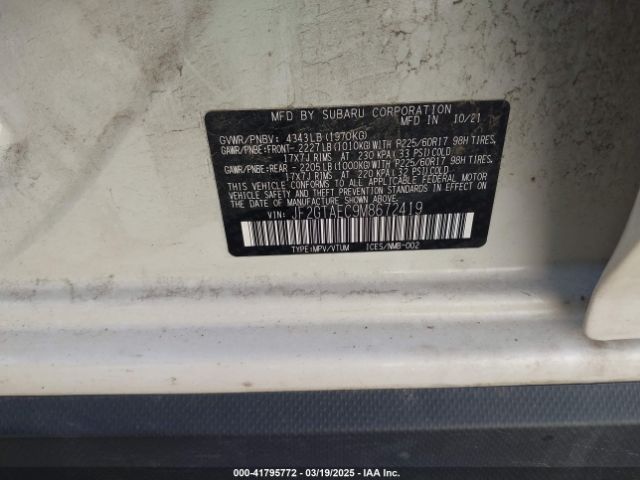 MFD BY SUBARU CORPORATION
MFD IN 10/21
GVWR/PNBV: 4343LB(1970KG)
GAWR/PNBE:FRONT- 2227LB(1010KG)WITH P225/60R17 98H TIRES,
17X7J RIMS AT 230 KPA(33 PSI)COLD
GAWR/PNBE:REAR - 2205LB(1000KG)WITH P225/60R17 98H TIRES,
17X7J RIMS AT 220 KPA(32 PSI)COLD
THIS VEHICLE CONFORMS TO ALL APPLICABLE FEDERAL MOTOR
VEHICLE SAFETY STANDARDS IN EFFECT ON THE DATE OF
MANUFACTURE SHOWN ABOVE.
VIN: JF2G1AEC9M8672419
TYPE:MPV/VTUM ICES/NMB-002
000-41795772 / 03/19/2025 - IAA Inc.